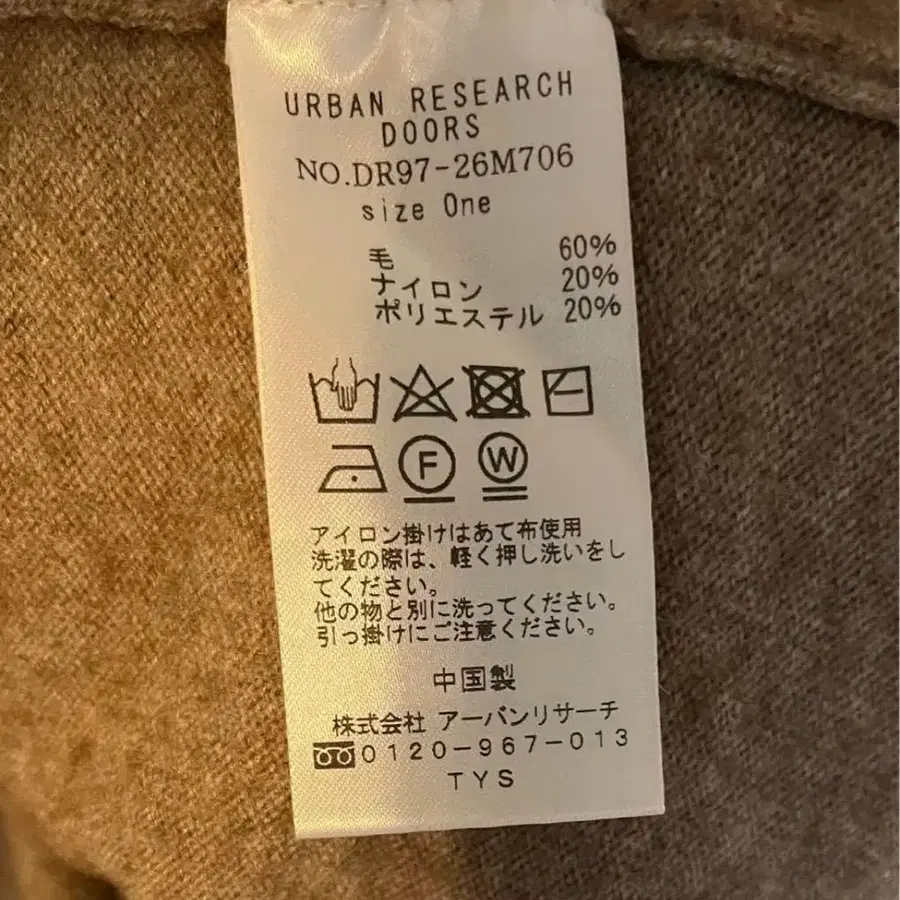 URBAN RESEARCH
DOORS
NO.DR97-26M706
size One
毛 60%
ナイロン 20%
ポリエステル 20%
F W
アイロン掛けはあて布使用
洗濯の際は、軽く押し洗いをし
てください。
他の物と別に洗ってください。
引っ掛けにご注意ください。
中国製
株式会社 アーバンリサーチ
0120-967-013
TYS